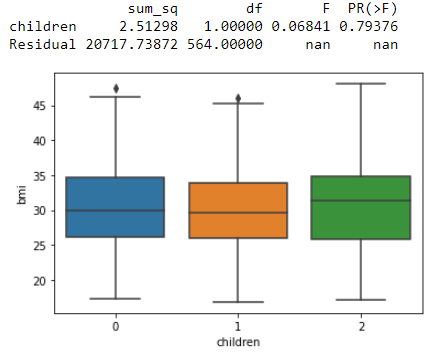 sum_sq df F PR(>F)
children 2.51298 1.00000 0.06841 0.79376
Residual 20717.73872 564.00000 nan nan
45
40
35
30
25
20
bmi
0 1 2
children